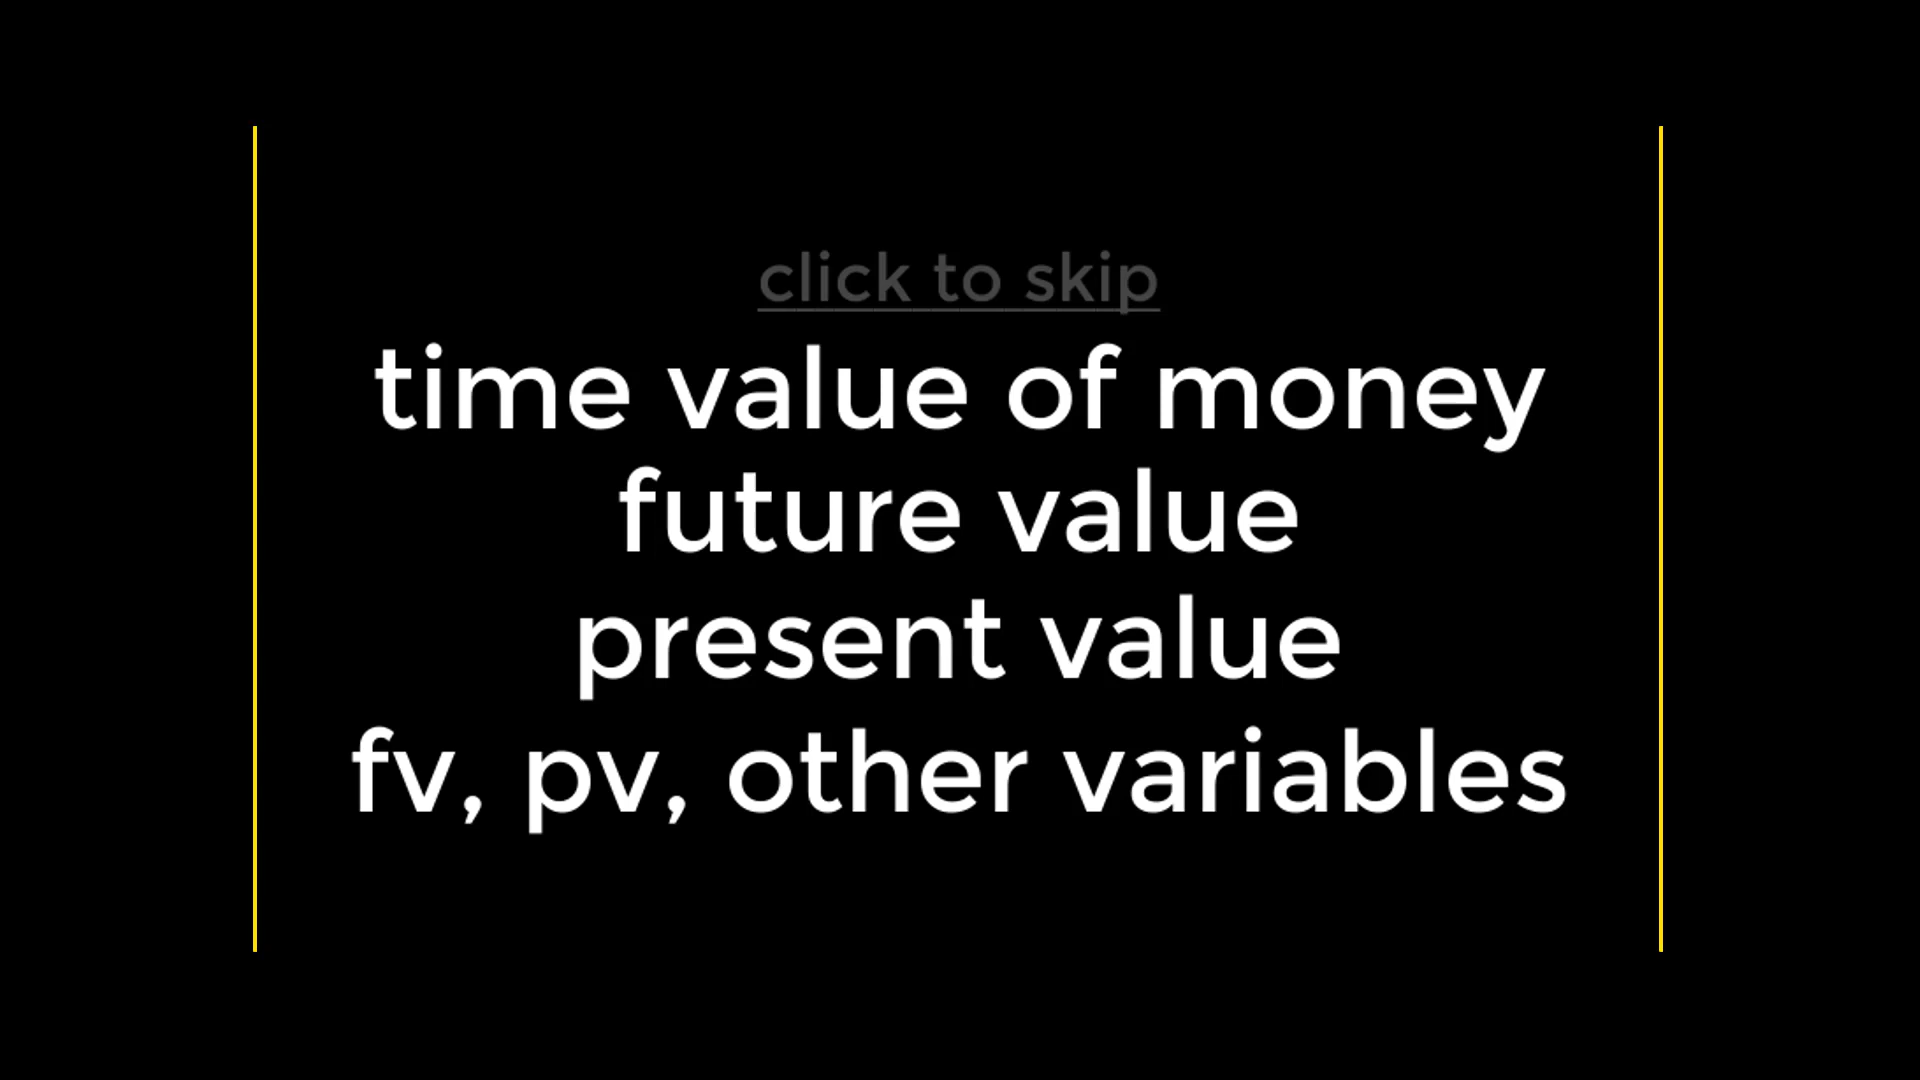 click to skip
time value of money
future value
present value
fv, pv, other variables